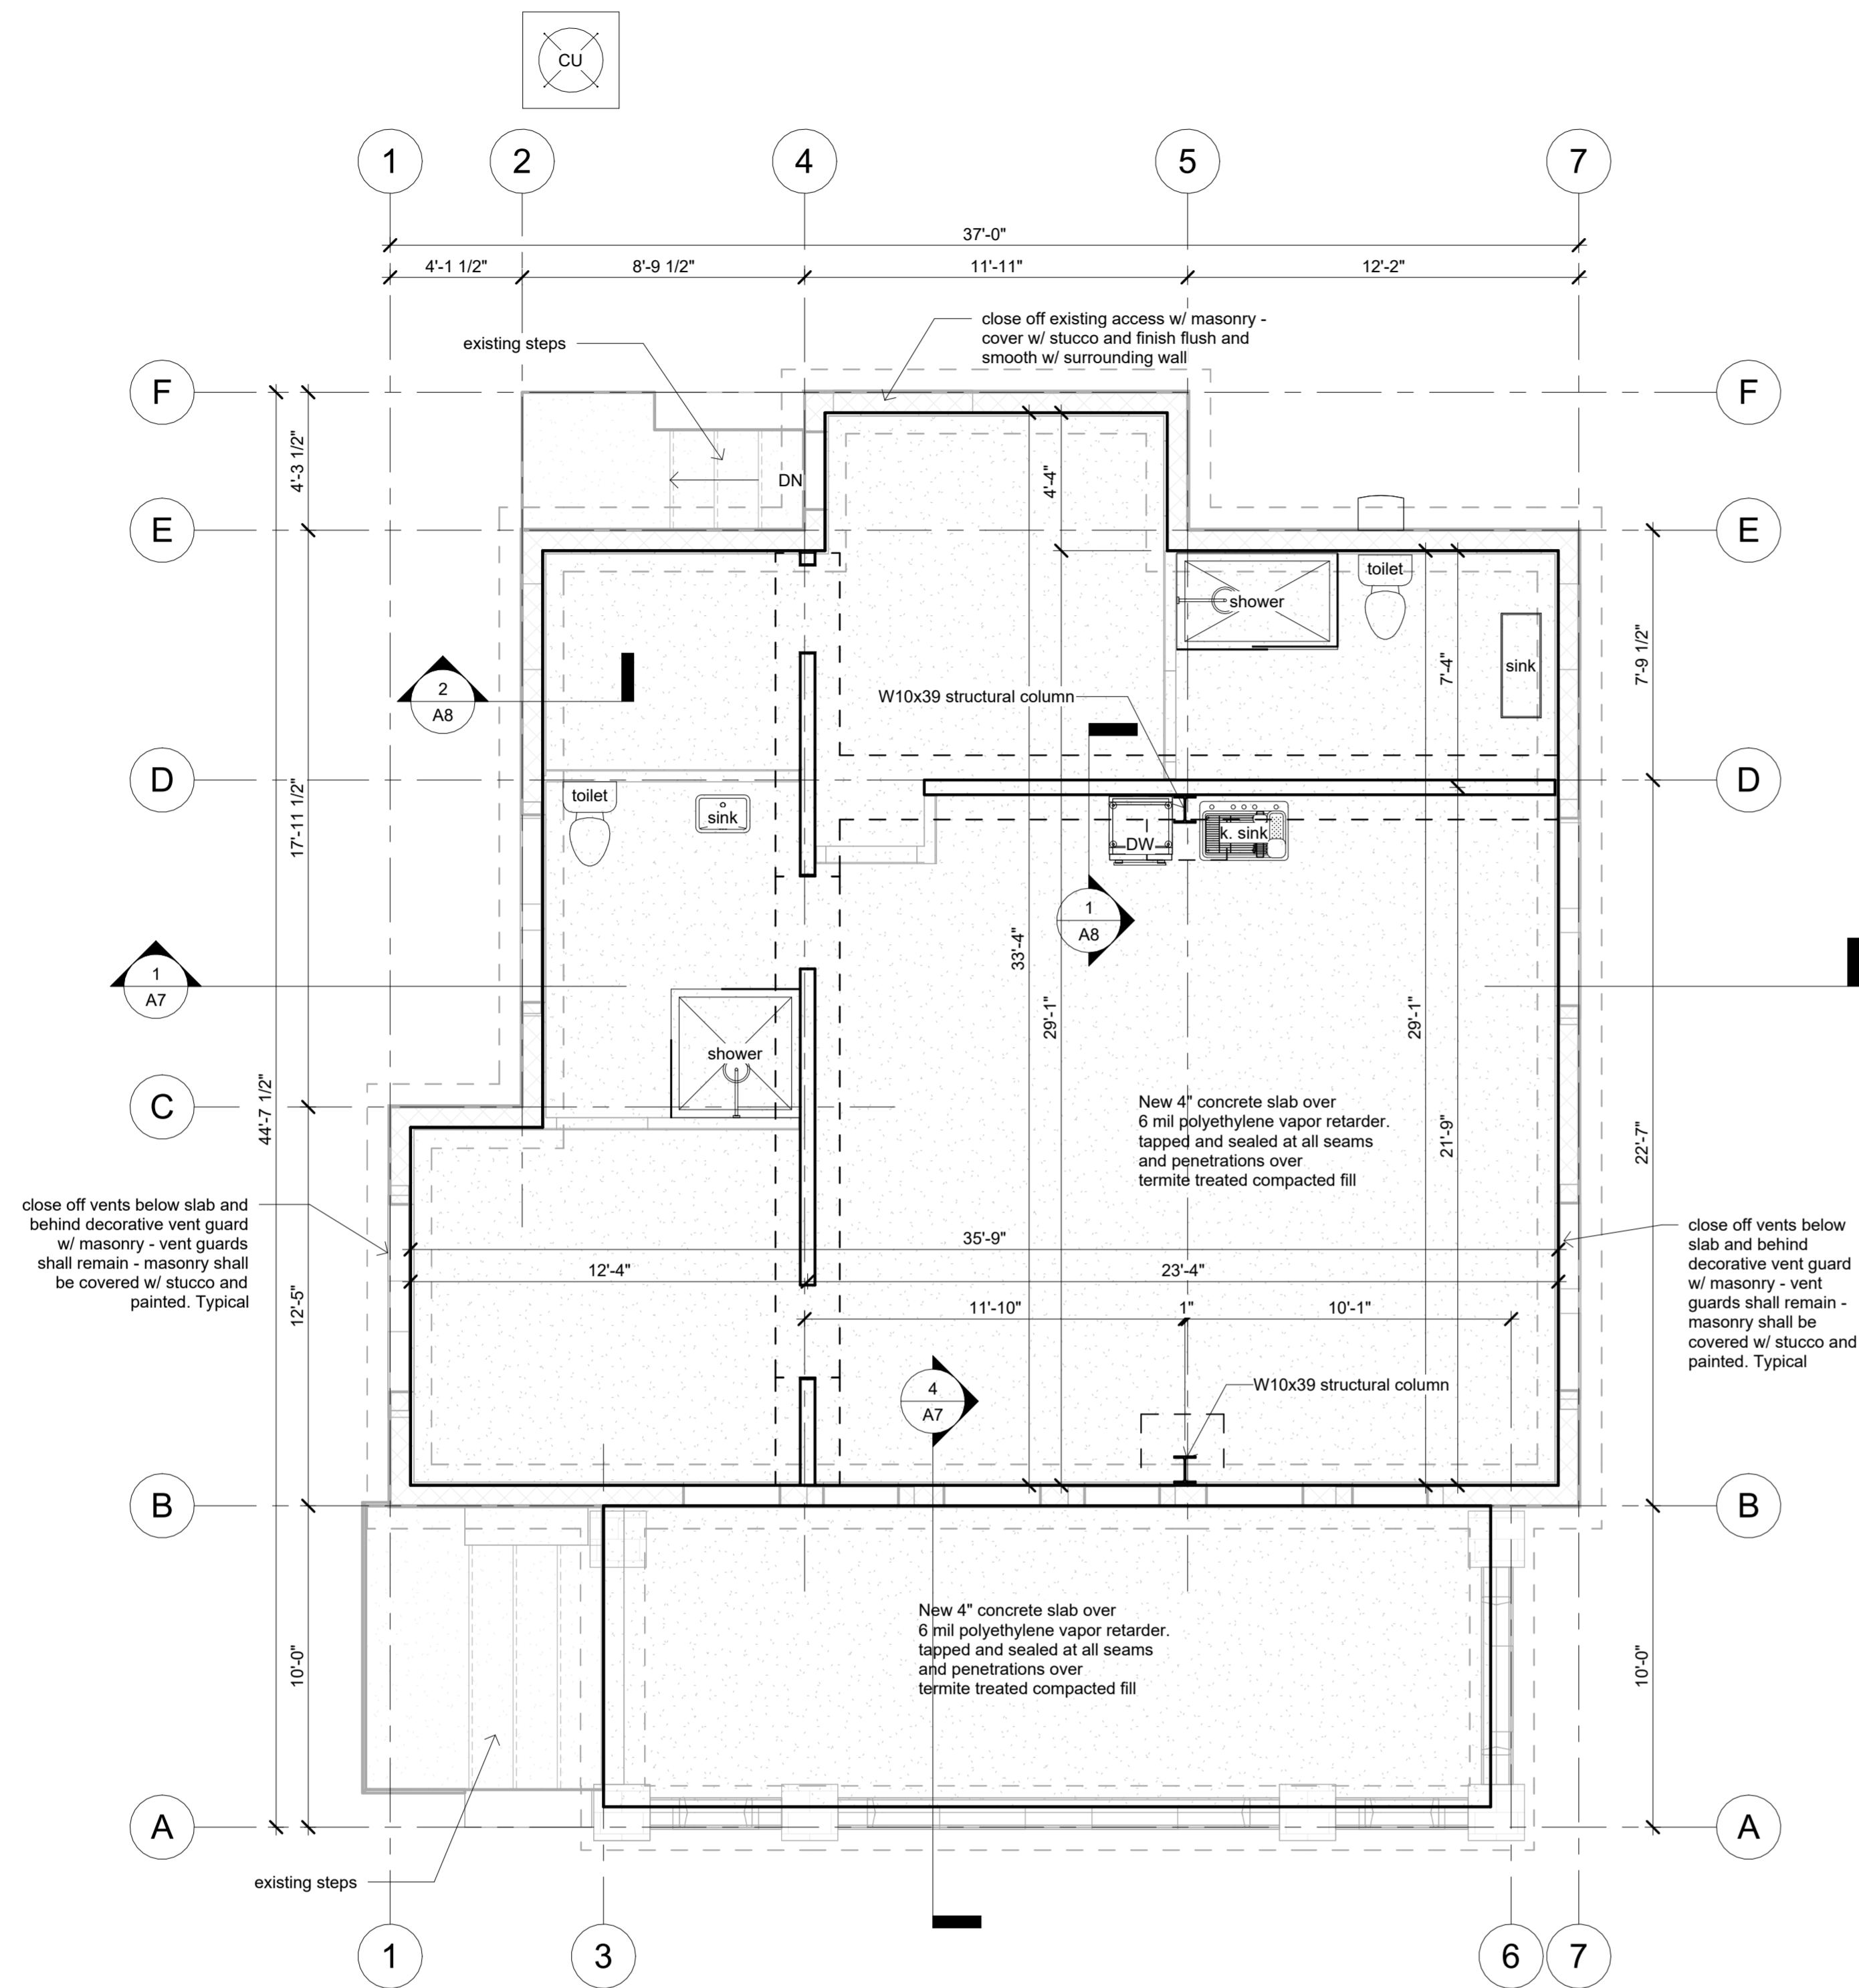 CU
1
2
4
5
7
37'-0"
4'-1 1/2"
8'-9 1/2"
11'-11"
12'-2"
close off existing access w/ masonry -
cover w/ stucco and finish flush and
smooth w/ surrounding wall
existing steps
F
F
4'-3 1/2"
4'-4"
DN
E
E
toilet
shower
sink
7'-9 1/2"
7'-4"
2
A8
W10x39 structural column
D
D
toilet
sink
17'-11 1/2"
DW
k. sink
1
A8
33'-4"
29'-1"
29'-1"
1
A7
shower
C
44'-7 1/2"
New 4" concrete slab over
6 mil polyethylene vapor retarder.
tapped and sealed at all seams
and penetrations over
termite treated compacted fill
21'-9"
22'-7"
close off vents below slab and
behind decorative vent guard
w/ masonry - vent guards
shall remain - masonry shall
be covered w/ stucco and
painted. Typical
close off vents below
slab and behind
decorative vent guard
w/ masonry - vent
guards shall remain -
masonry shall be
covered w/ stucco and
painted. Typical
35'-9"
12'-4"
23'-4"
12'-5"
11'-10"
1"
10'-1"
4
A7
W10x39 structural column
B
B
New 4" concrete slab over
6 mil polyethylene vapor retarder.
tapped and sealed at all seams
and penetrations over
termite treated compacted fill
10'-0"
10'-0"
A
A
existing steps
1
3
6
7